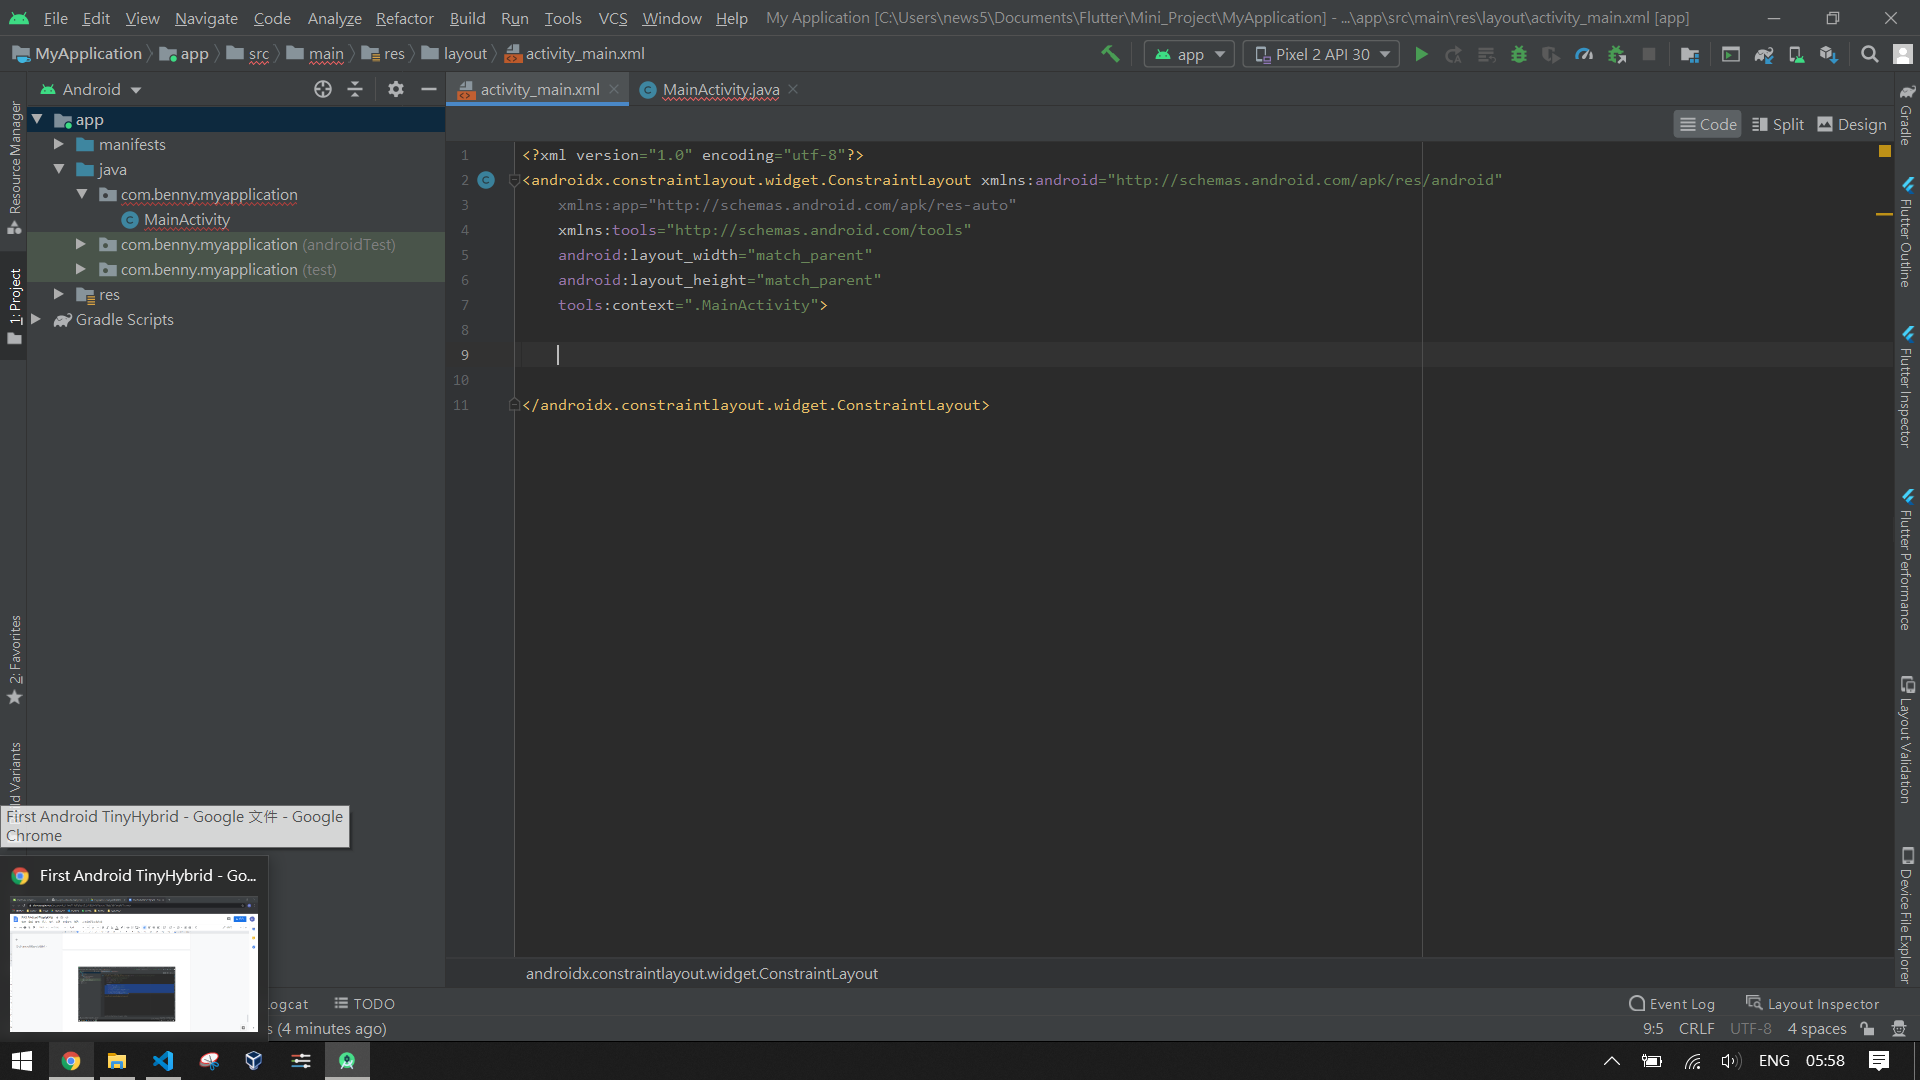 File Edit View Navigate Code Analyze Refactor Build Run Tools VCS Window Help My Application [C:\Users\news5\Documents\Flutter\Mini_Project\MyApplication] - ...\app\src\main\res\layout\activity_main.xml [app]
MyApplication app src main res layout activity_main.xml app Pixel 2 API 30
Android
activity_main.xml MainActivity.java
Code Split Design
app
manifests
java
com.benny.myapplication
MainActivity
com.benny.myapplication (androidTest)
com.benny.myapplication (test)
res
Gradle Scripts
Resource Manager
1: Project
2: Favorites
ld Variants
1 <?xml version="1.0" encoding="utf-8"?>
2 <androidx.constraintlayout.widget.ConstraintLayout xmlns:android="http://schemas.android.com/apk/res/android"
3 xmlns:app="http://schemas.android.com/apk/res-auto"
4 xmlns:tools="http://schemas.android.com/tools"
5 android:layout_width="match_parent"
6 android:layout_height="match_parent"
7 tools:context=".MainActivity">
8
9
10
11 </androidx.constraintlayout.widget.ConstraintLayout>
Gradle
Flutter Outline
Flutter Inspector
Flutter Performance
Layout Validation
Device File Explorer
First Android TinyHybrid - Google 文件 - Google
Chrome
First Android TinyHybrid - Go...
androidx.constraintlayout.widget.ConstraintLayout
ogcat TODO Event Log Layout Inspector
s (4 minutes ago) 9:5 CRLF UTF-8 4 spaces
ENG 05:58